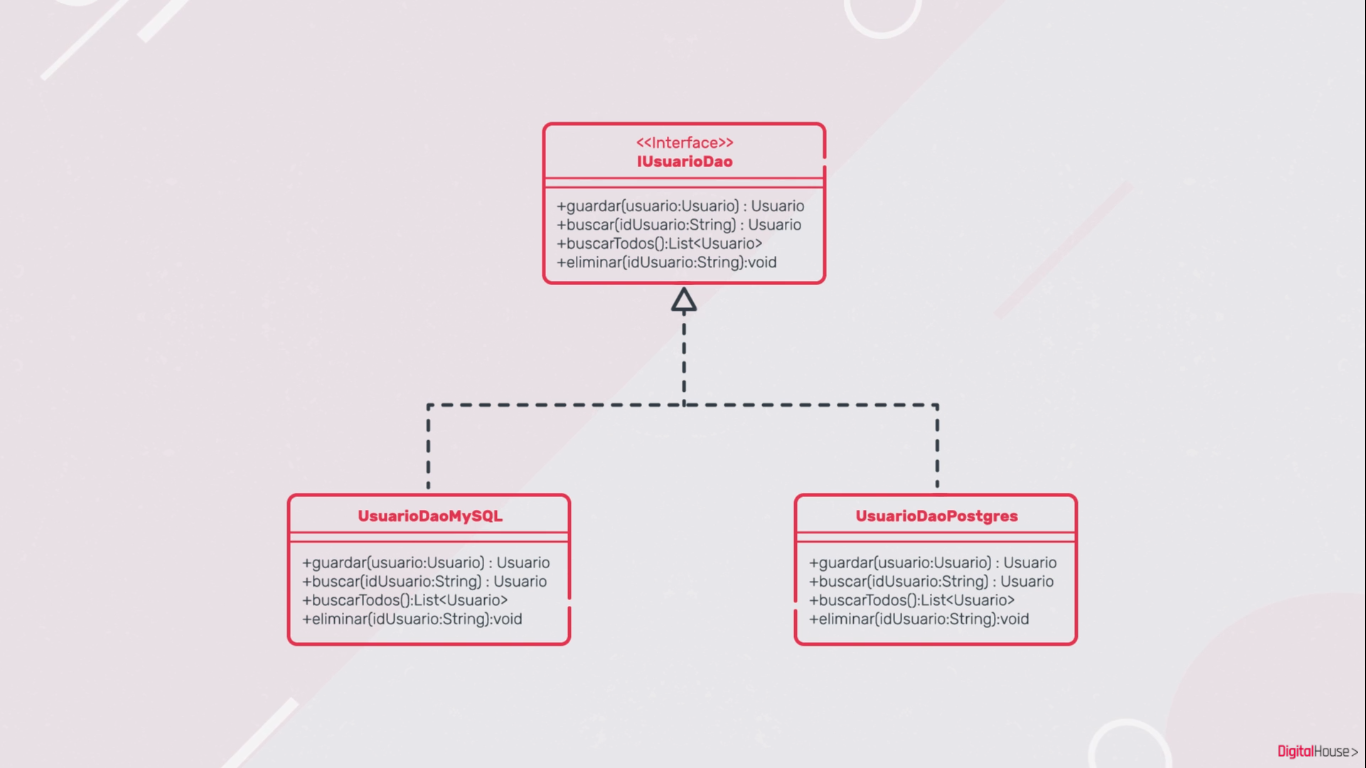 <<Interface>>
IUsuarioDao
+guardar(usuario:Usuario) : Usuario
+buscar(idUsuario:String) : Usuario
+buscarTodos():List<Usuario>
+eliminar(idUsuario:String):void
UsuarioDaoMySQL
+guardar(usuario:Usuario) : Usuario
+buscar(idUsuario:String) : Usuario
+buscarTodos():List<Usuario>
+eliminar(idUsuario:String):void
UsuarioDaoPostgres
+guardar(usuario:Usuario) : Usuario
+buscar(idUsuario:String) : Usuario
+buscarTodos():List<Usuario>
+eliminar(idUsuario:String):void
DigitalHouse>